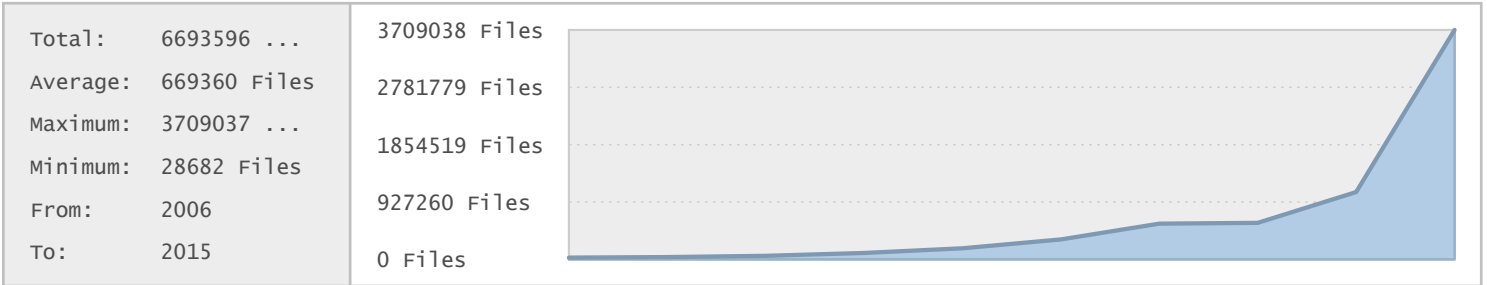 Total: 6693596 ...
Average: 669360 Files
Maximum: 3709037 ...
Minimum: 28682 Files
From: 2006
To: 2015
3709038 Files
2781779 Files
1854519 Files
927260 Files
0 Files